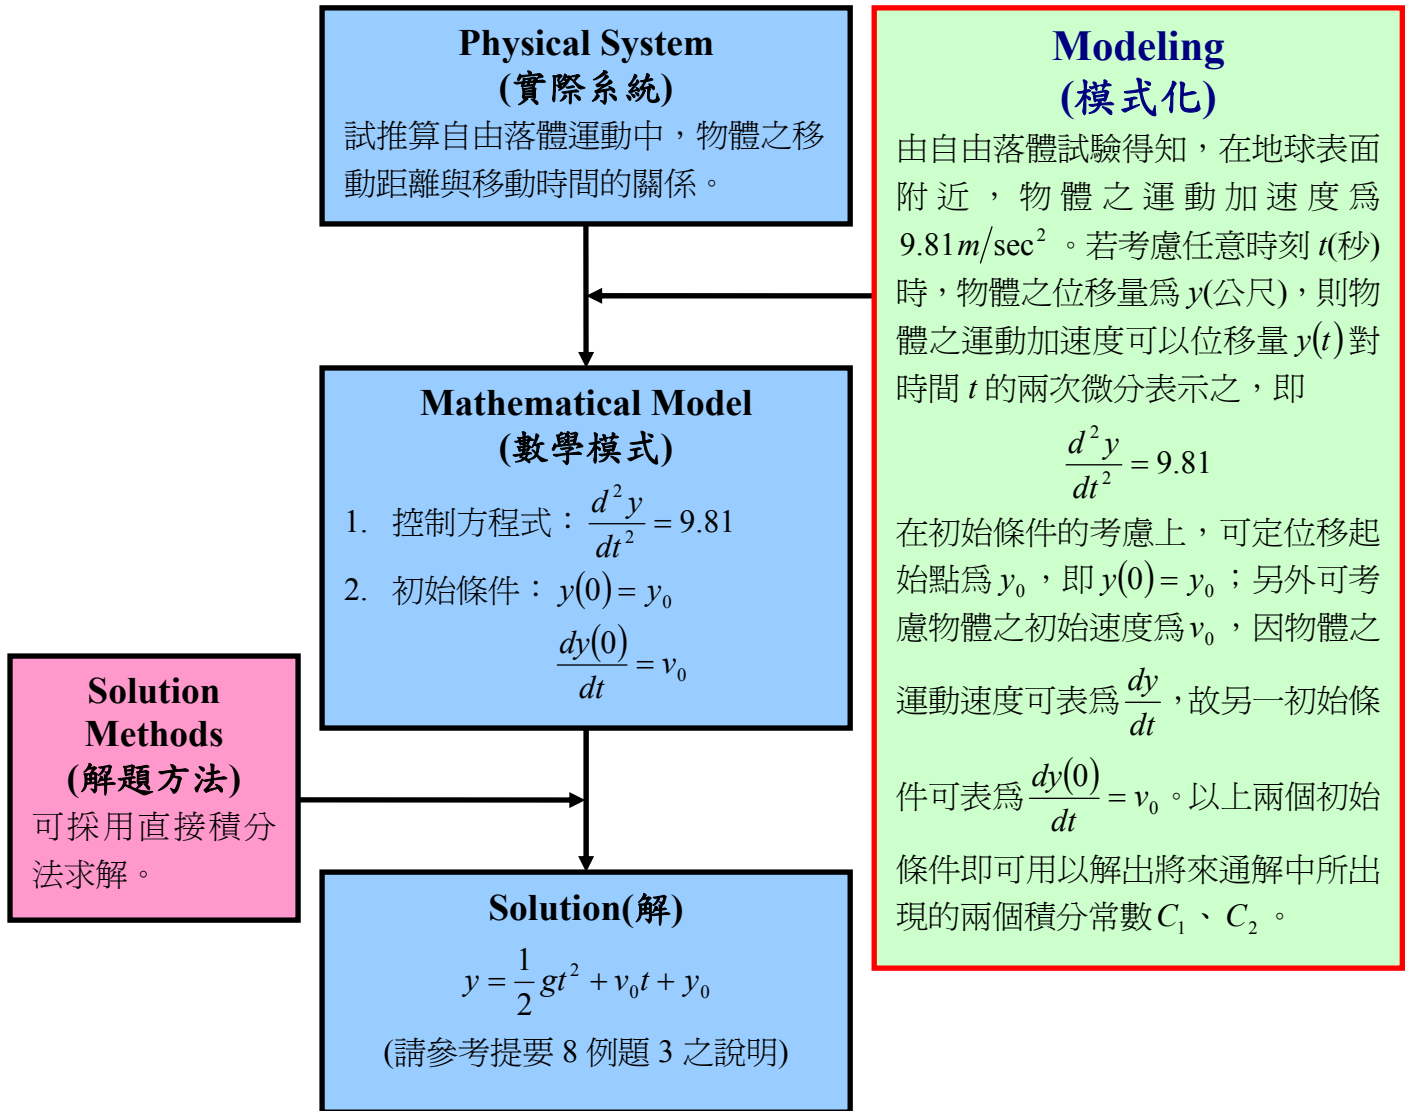 Physical System
(實際系統)
試推算自由落體運動中，物體之移
動距離與移動時間的關係。
Modeling
(模式化)
由自由落體試驗得知，在地球表面
附近，物體之運動加速度爲
9.81 m/sec² 。若考慮任意時刻 t(秒)
時，物體之位移量爲 y(公尺)，則物
體之運動加速度可以位移量 y(t) 對
時間 t 的兩次微分表示之，即
d²y/dt² = 9.81
在初始條件的考慮上，可定位移起
始點爲 y₀ ，即 y(0) = y₀ ；另外可考
慮物體之初始速度爲 v₀ ，因物體之
運動速度可表爲 dy/dt ，故另一初始條
件可表爲 dy(0)/dt = v₀ 。以上兩個初始
條件即可用以解出將來通解中所出
現的兩個積分常數 C₁ 、 C₂ 。
Mathematical Model
(數學模式)
1. 控制方程式： d²y/dt² = 9.81
2. 初始條件： y(0) = y₀
dy(0)/dt = v₀
Solution
Methods
(解題方法)
可採用直接積分
法求解。
Solution(解)
y = 1/2 gt² + v₀t + y₀
(請參考提要 8 例題 3 之說明)